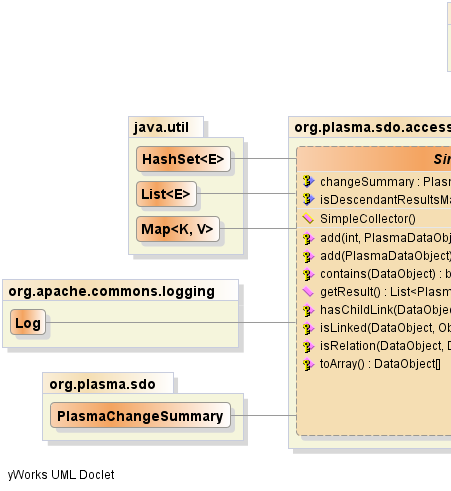 java.util
HashSet<E>
List<E>
Map<K, V>
org.apache.commons.logging
Log
org.plasma.sdo
PlasmaChangeSummary
org.plasma.sdo.access
changeSummary : Plasm
isDescendantResultsMa
SimpleCollector()
add(int, PlasmaDataObj
add(PlasmaDataObject)
contains(DataObject) : b
getResult() : List<Plasm
hasChildLink(DataObjec
isLinked(DataObject, Ob
isRelation(DataObject, D
toArray() : DataObject[]
yWorks UML Doclet